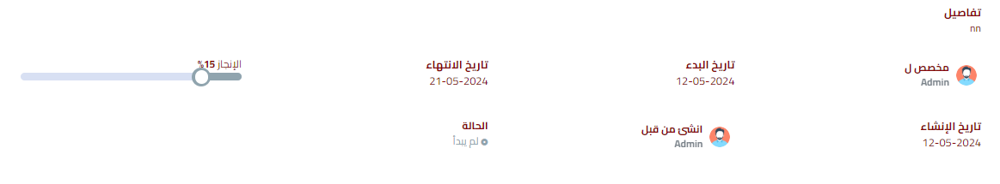 تفاصيل
nn
مخصص ل
Admin
تاريخ البدء
12-05-2024
تاريخ الانتهاء
21-05-2024
الإنجاز 15%
تاريخ الإنشاء
12-05-2024
انشئ من قبل
Admin
الحالة
لم يبدأ